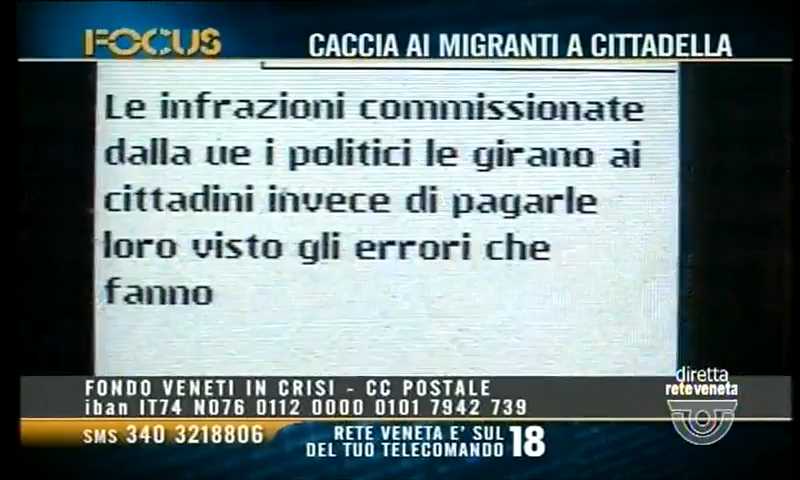 FOCUS
CACCIA AI MIGRANTI A CITTADELLA
Le infrazioni commissionate
dalla ue i politici le girano ai
cittadini invece di pagarle
loro visto gli errori che
fanno
FONDO VENETI IN CRISI - CC POSTALE
iban IT74 N076 0112 0000 0101 7942 739
diretta
reteveneta
SMS 340 3218806
RETE VENETA E' SUL
DEL TUO TELECOMANDO 18